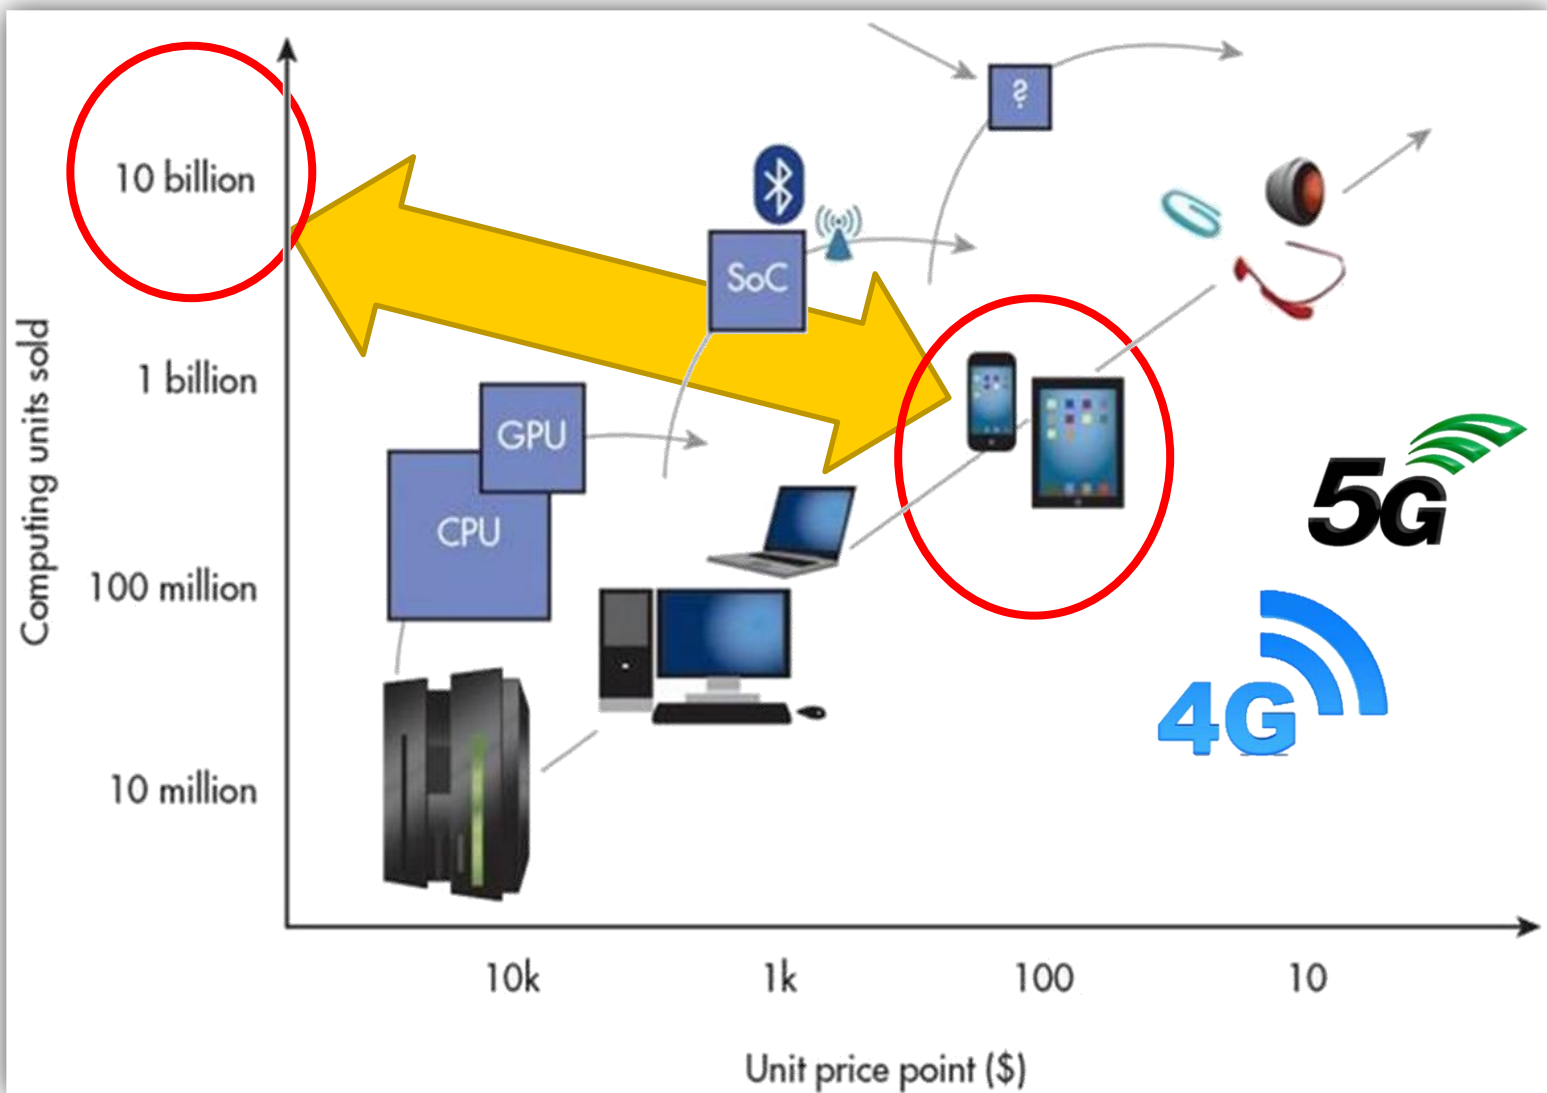 10 billion
1 billion
100 million
10 million
Computing units sold
?
SoC
GPU
CPU
5G
4G
10k
1k
100
10
Unit price point ($)